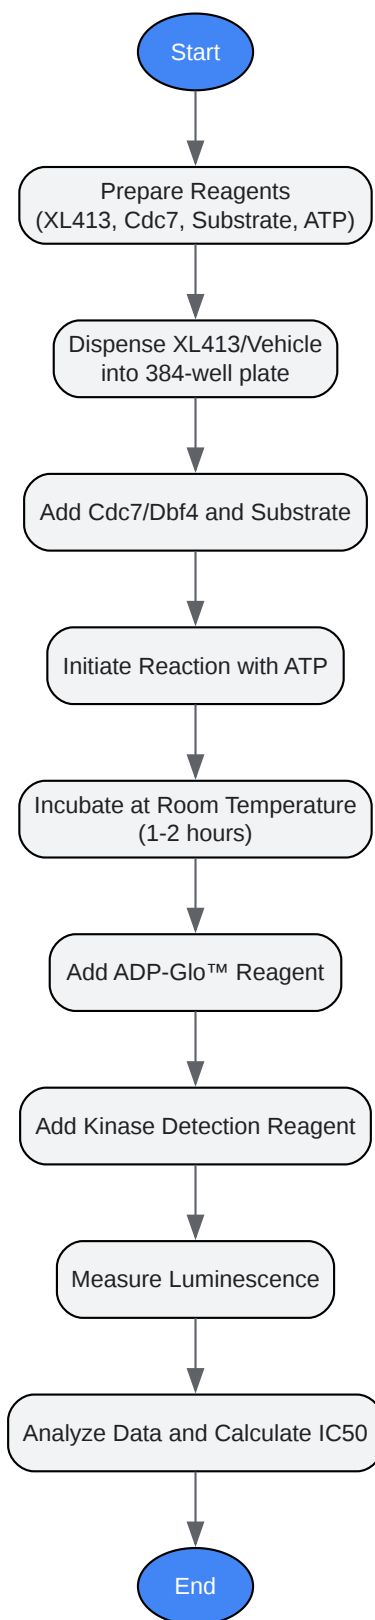 Start
Prepare Reagents
(XL413, Cdc7, Substrate, ATP)
Dispense XL413/Vehicle
into 384-well plate
Add Cdc7/Dbf4 and Substrate
Initiate Reaction with ATP
Incubate at Room Temperature
(1-2 hours)
Add ADP-Glo™ Reagent
Add Kinase Detection Reagent
Measure Luminescence
Analyze Data and Calculate IC50
End